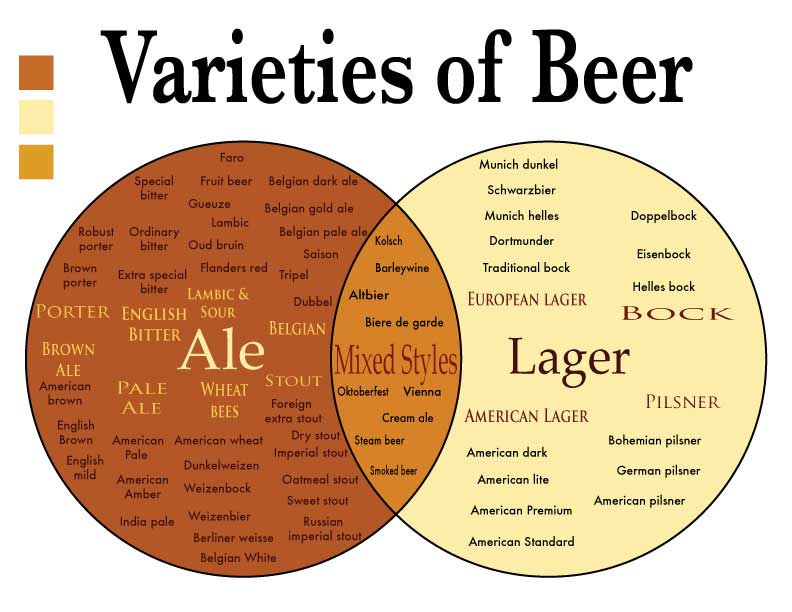 Varieties of Beer
Faro
Special
bitter
Fruit beer
Belgian dark ale
Gueuze
Belgian gold ale
Lambic
Robust
porter
Ordinary
bitter
Oud bruin
Belgian pale ale
Saison
Brown
porter
Extra special
bitter
Flanders red
Tripel
Dubbel
PORTER
ENGLISH
BITTER
LAMBIC &
SOUR
BELGIAN
Ale
BROWN
ALE
American
brown
PALE
ALE
WHEAT
BEES
STOUT
Foreign
extra stout
English
Brown
American
Pale
American wheat
Dry stout
Imperial stout
English
mild
Dunkelweizen
American
Amber
Weizenbock
Oatmeal stout
Sweet stout
India pale
Weizenbier
Russian
imperial stout
Berliner weisse
Belgian White
Kolsch
Barleywine
Altbier
Biere de garde
Mixed Styles
Oktoberfest
Vienna
Cream ale
Steam beer
Smoked beer
Munich dunkel
Schwarzbier
Munich helles
Dortmunder
Traditional bock
EUROPEAN LAGER
Doppelbock
Eisenbock
Helles bock
BOCK
Lager
AMERICAN LAGER
American dark
American lite
American Premium
American Standard
PILSNER
Bohemian pilsner
German pilsner
American pilsner